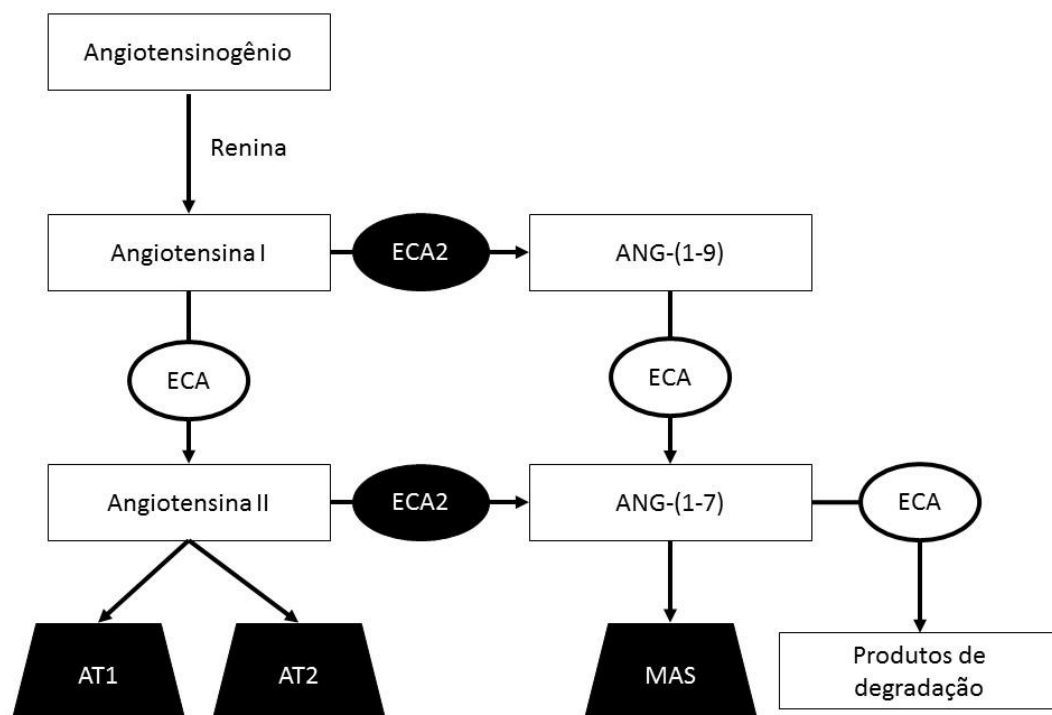 Angiotensinogênio
Renina
Angiotensina I
ECA2
ANG-(1-9)
ECA
ECA
Angiotensina II
ECA2
ANG-(1-7)
ECA
AT1
AT2
MAS
Produtos de
degradação